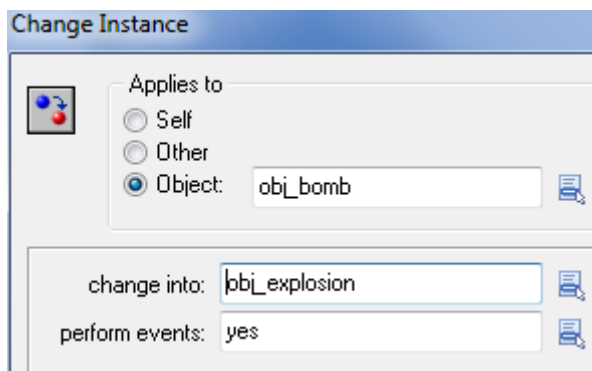 Change Instance
Applies to
Self
Other
Object: obj_bomb
change into: obj_explosion
perform events: yes